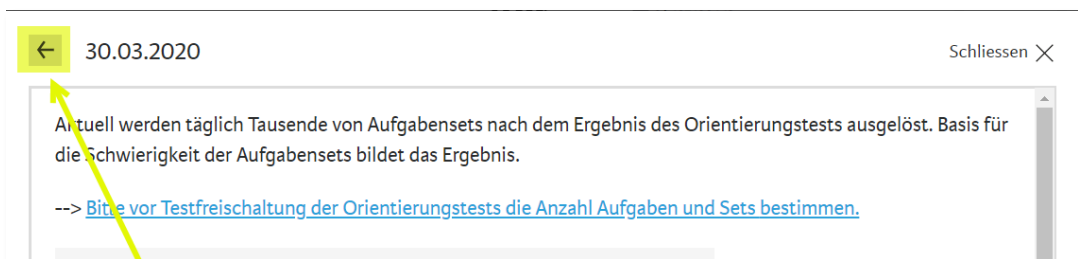 ← 30.03.2020 Schliessen ×
Aktuell werden täglich Tausende von Aufgabensets nach dem Ergebnis des Orientierungstests ausgelöst. Basis für
die Schwierigkeit der Aufgabensets bildet das Ergebnis.
--> Bitte vor Testfreischaltung der Orientierungstests die Anzahl Aufgaben und Sets bestimmen.